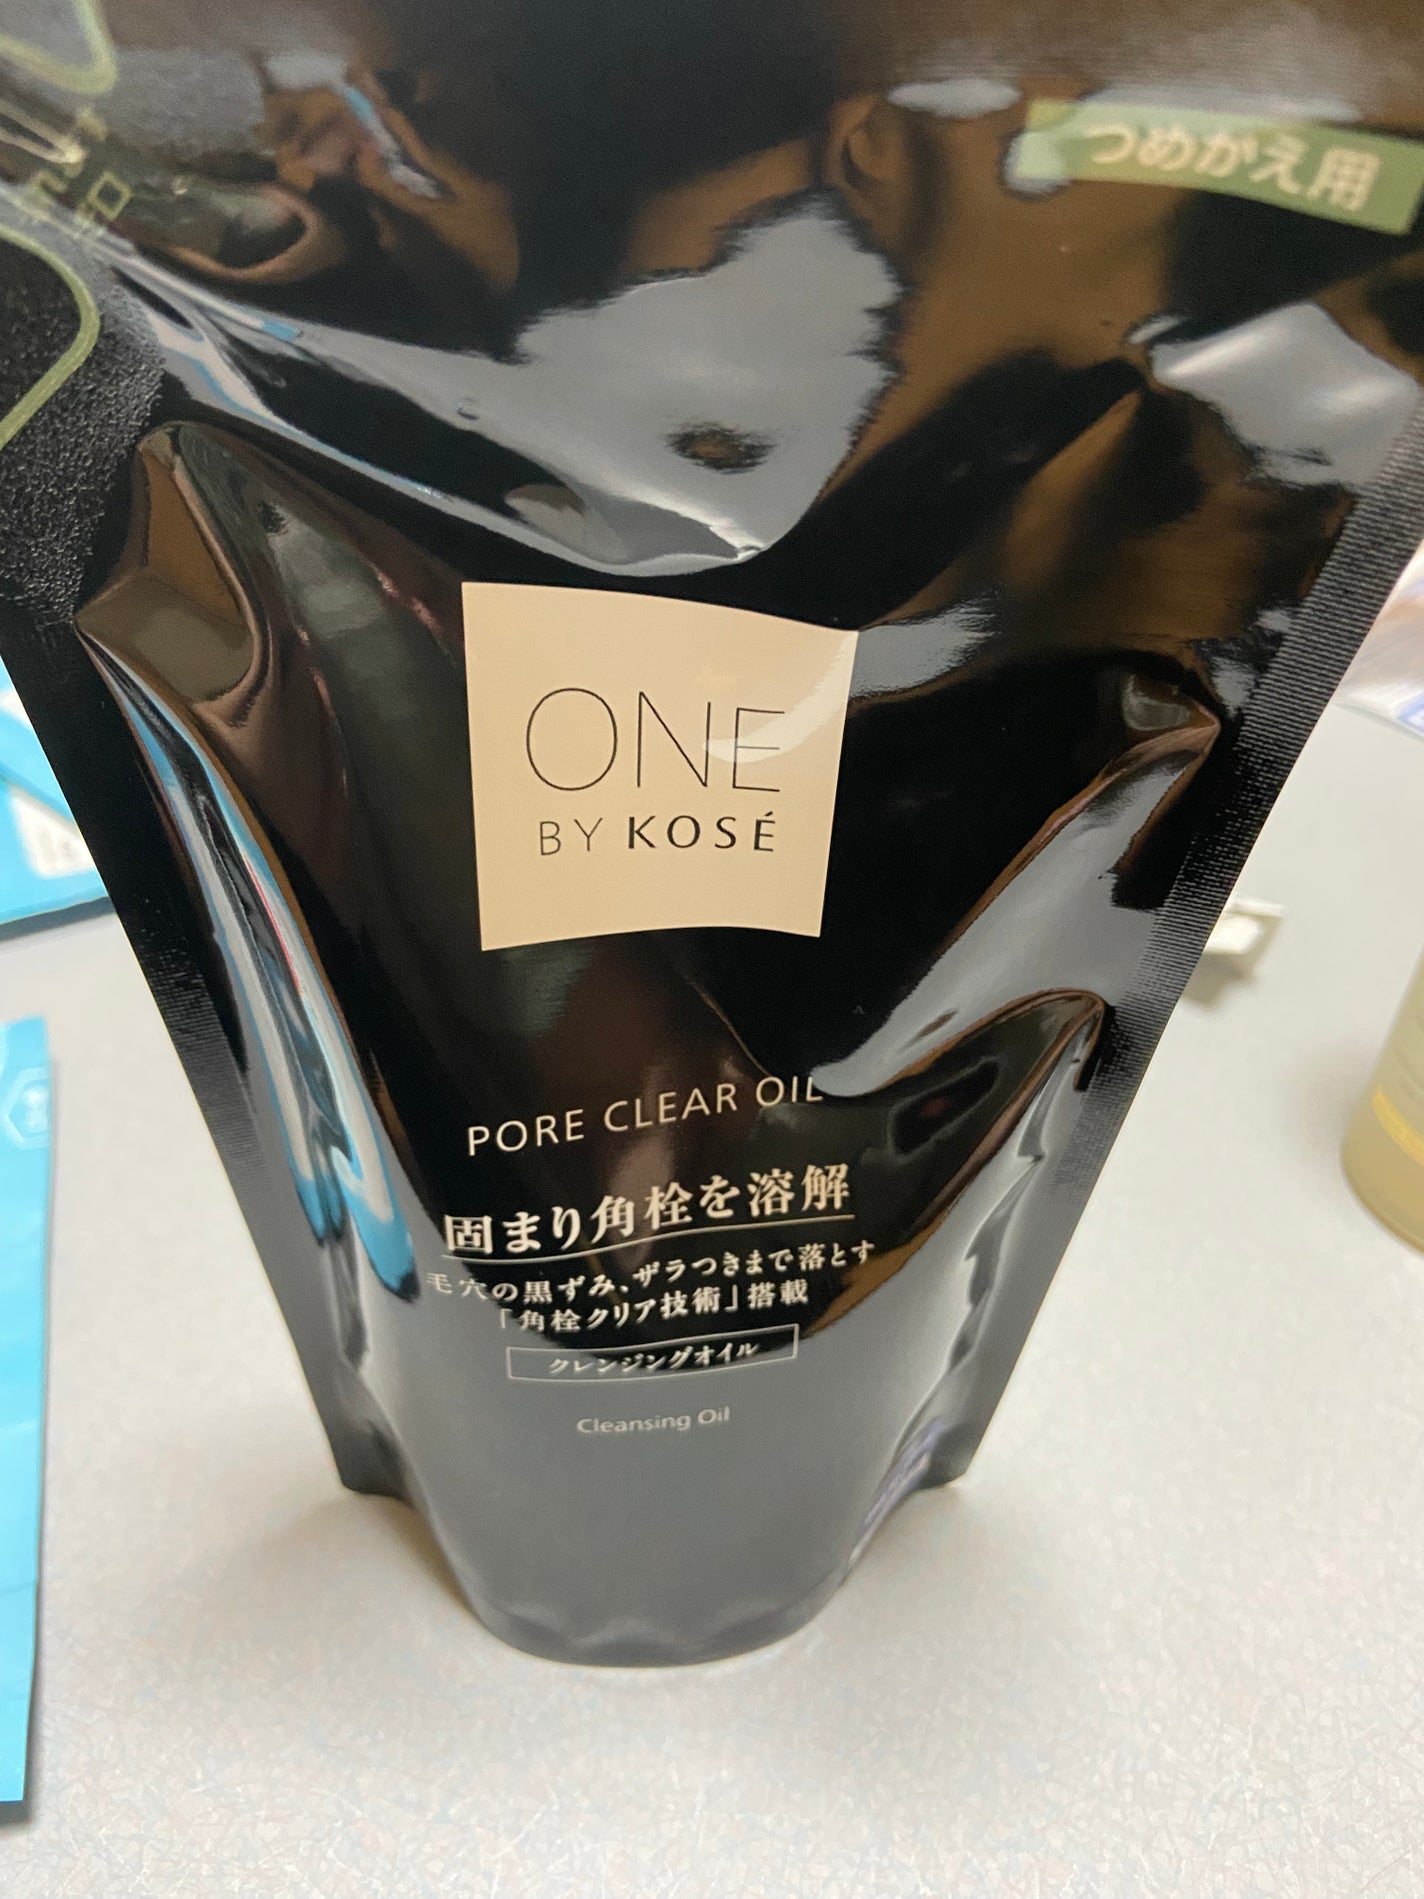 つめかえ用
ONE
BY KOSÉ
PORE CLEAR OIL
固まり角栓を溶解
毛穴の黒ずみ、ザラつきまで落とす
「角栓クリア技術」搭載
クレンジングオイル
Cleansing Oil